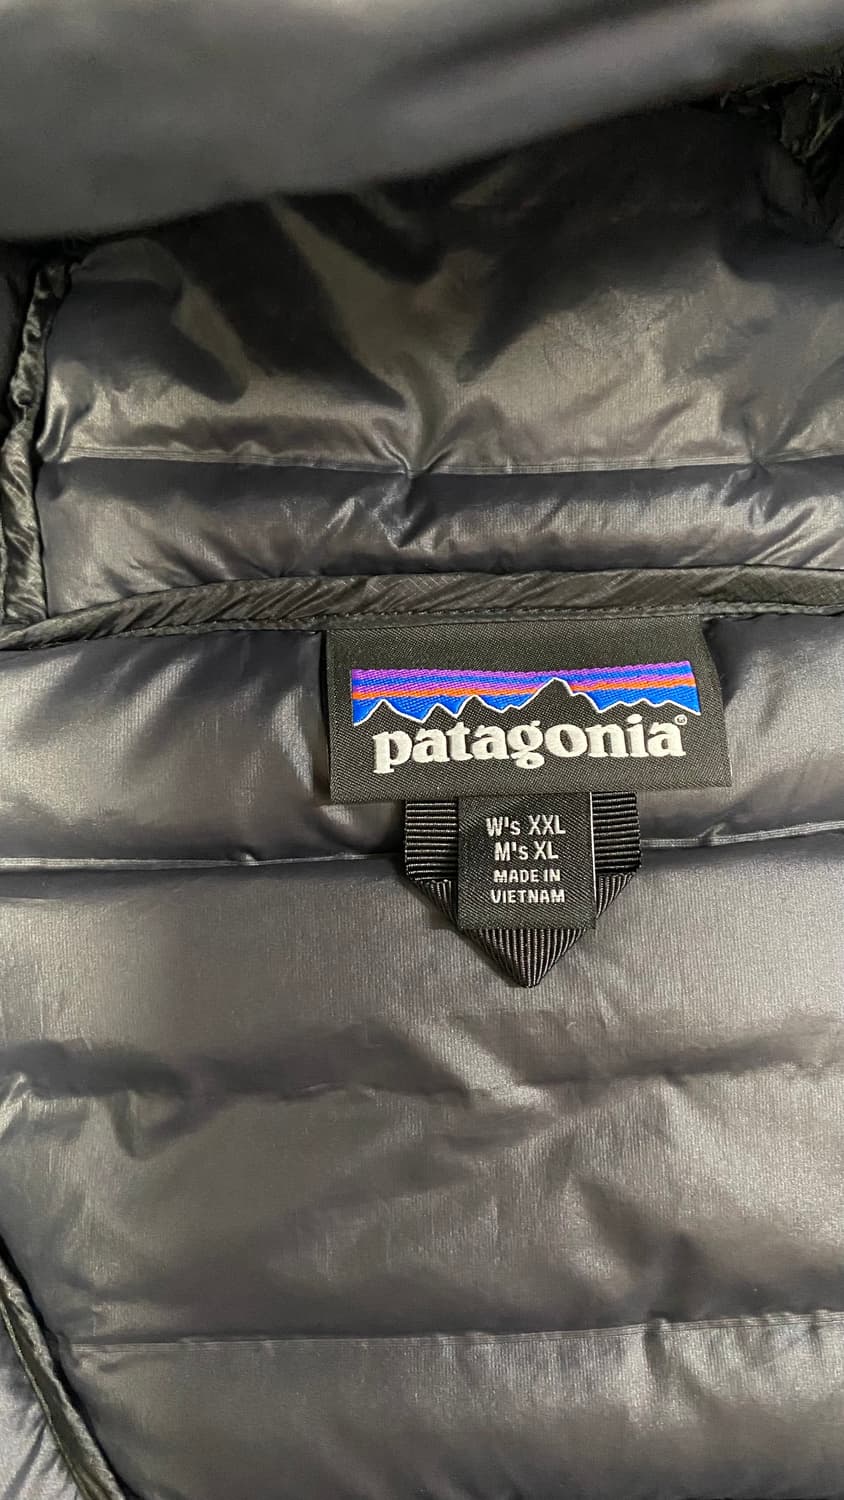 patagonia®
W's XXL
M's XL
MADE IN
VIETNAM